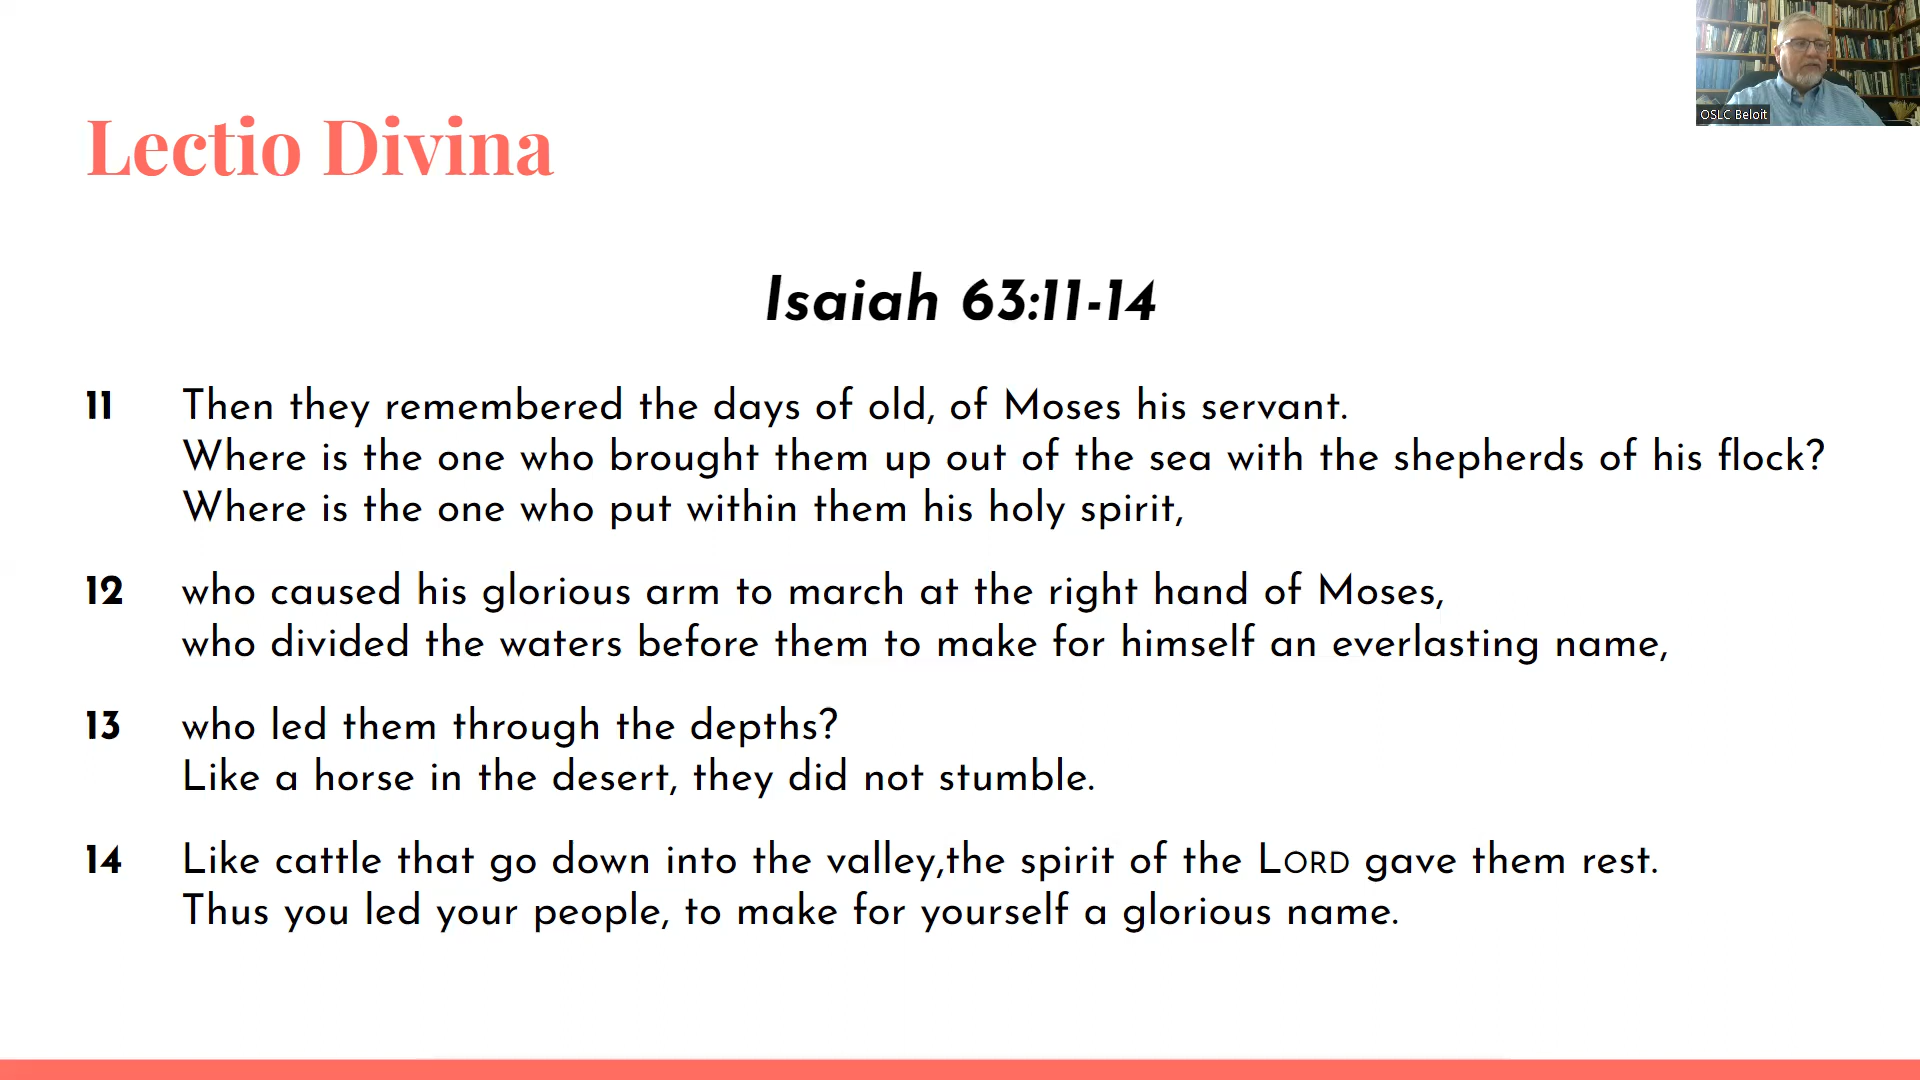 OSLC Beloit
Lectio Divina
Isaiah 63:11-14
11 Then they remembered the days of old, of Moses his servant.
Where is the one who brought them up out of the sea with the shepherds of his flock?
Where is the one who put within them his holy spirit,
12 who caused his glorious arm to march at the right hand of Moses,
who divided the waters before them to make for himself an everlasting name,
13 who led them through the depths?
Like a horse in the desert, they did not stumble.
14 Like cattle that go down into the valley,the spirit of the LORD gave them rest.
Thus you led your people, to make for yourself a glorious name.